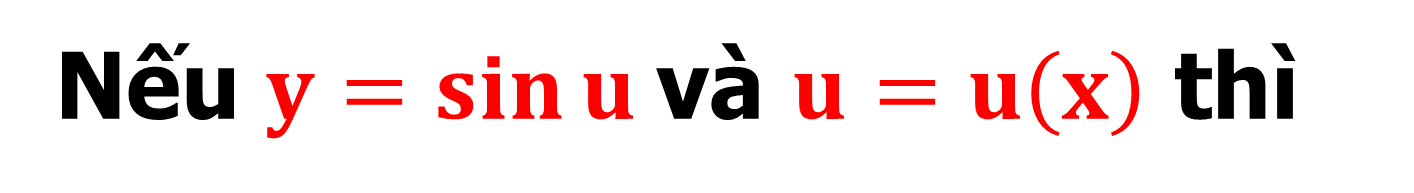 Nếu y = sin u và u = u(x) thì